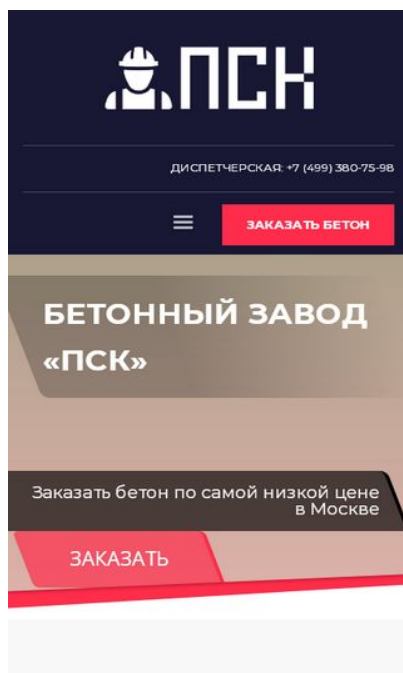 ПСК
ДИСПЕТЧЕРСКАЯ: +7 (499) 380-75-98
ЗАКАЗАТЬ БЕТОН
БЕТОННЫЙ ЗАВОД
«ПСК»
Заказать бетон по самой низкой цене
в Москве
ЗАКАЗАТЬ